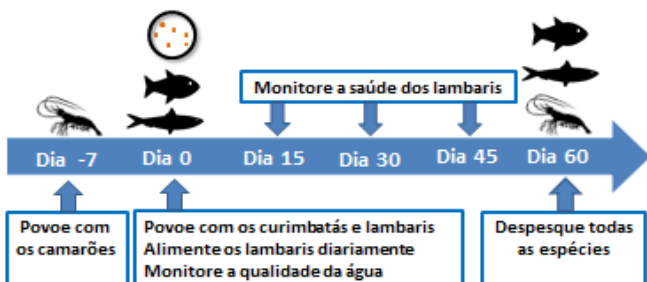 Monitore a saúde dos lambaris
Dia -7
Dia 0
Dia 15
Dia 30
Dia 45
Dia 60
Povoe com
os camarões
Povoe com os curimbatás e lambaris
Alimente os lambaris diariamente
Monitore a qualidade da água
Despesque todas
as espécies